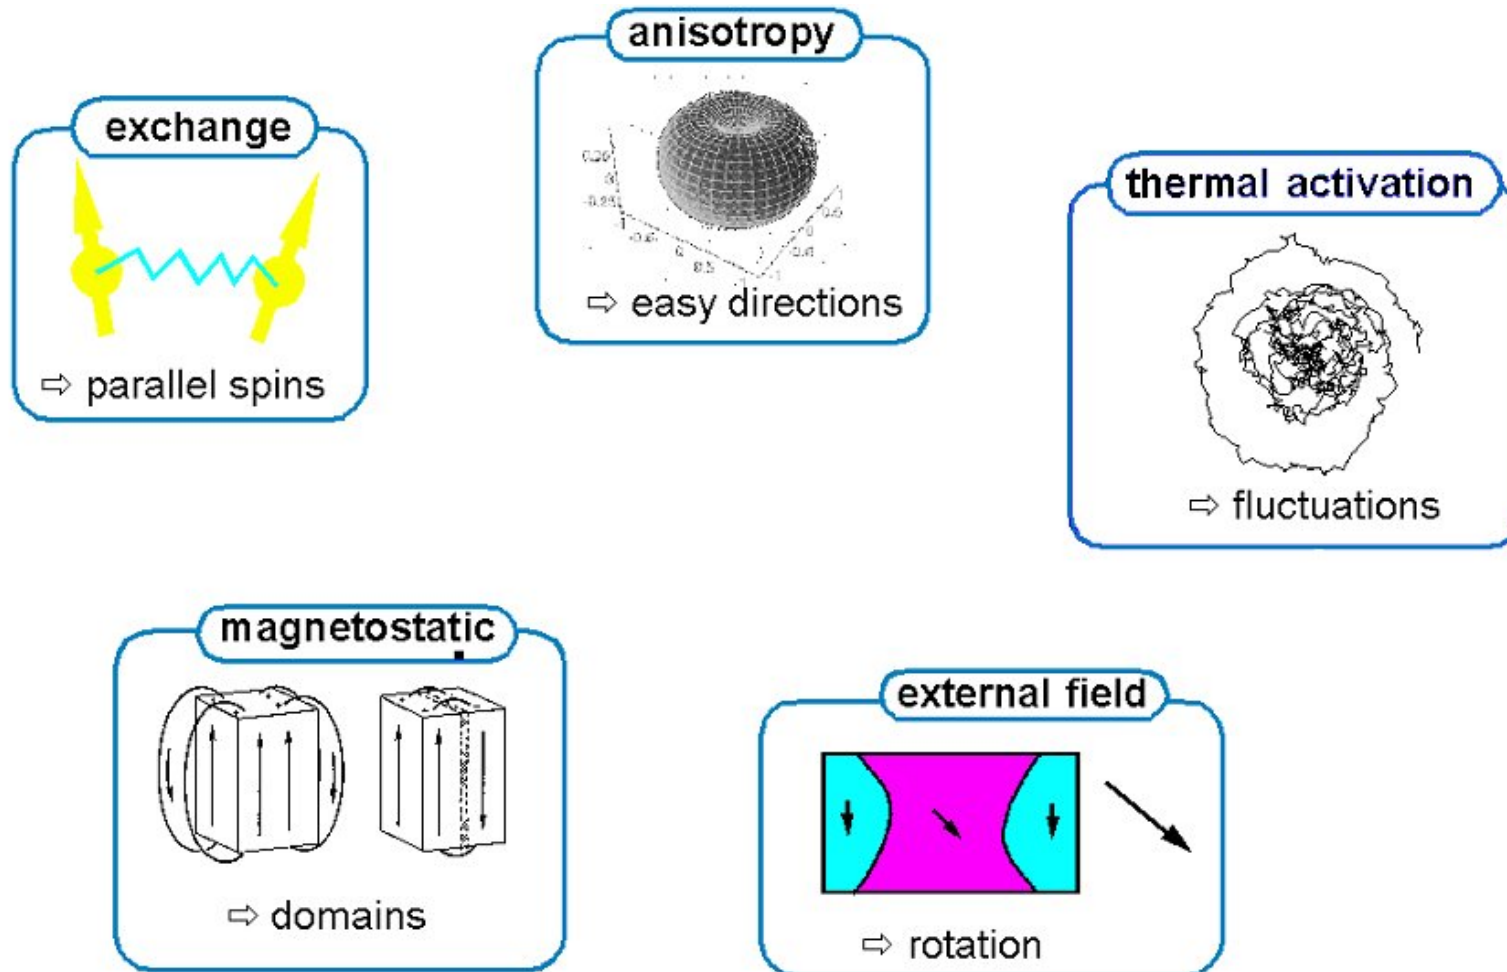 anisotropy
⇨ easy directions
exchange
⇨ parallel spins
thermal activation
⇨ fluctuations
magnetostatic
⇨ domains
external field
⇨ rotation